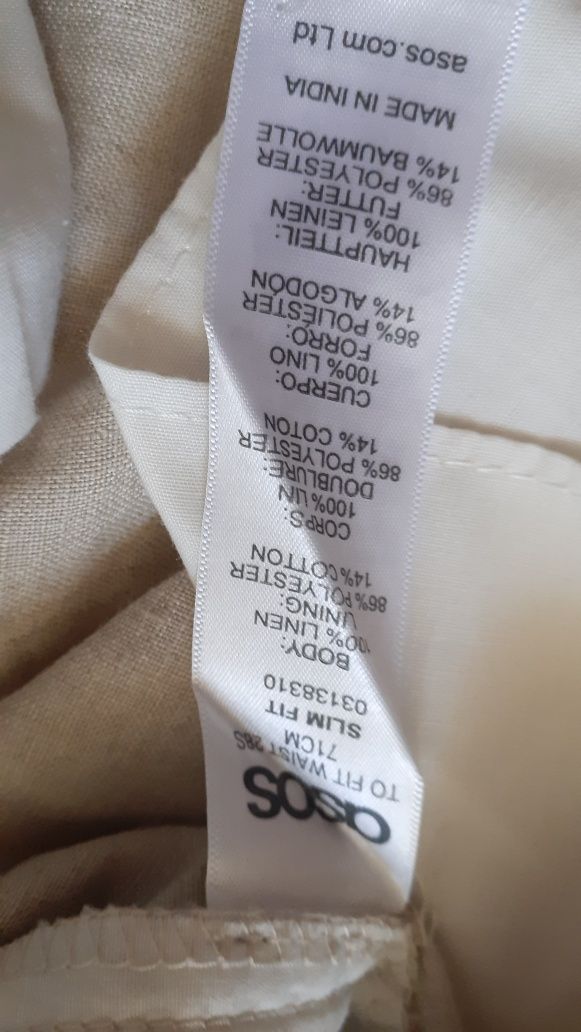 asos
TO FIT WAIST 28S
71CM
SLIM FIT
03138310
BODY:
100% LINEN
LINING:
86% POLYESTER
14% COTTON
CORPS:
100% LIN
DOUBLURE:
86% POLYESTER
14% COTON
CUERPO:
100% LINO
FORRO:
86% POLIÉSTER
14% ALGODÓN
HAUPTTEIL:
100% LEINEN
FUTTER:
86% POLYESTER
14% BAUMWOLLE
MADE IN INDIA
asos.com Ltd